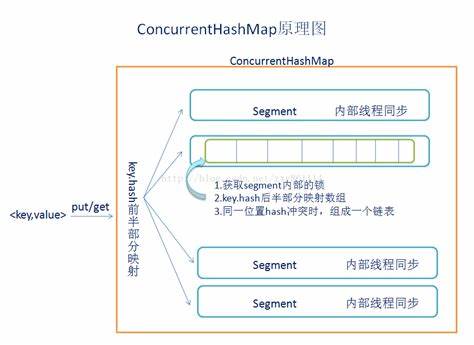 ConcurrentHashMap原理图
ConcurrentHashMap
Segment 内部线程同步
1.获取segment内部的锁
2.key.hash后半部分映射数组
3.同一位置hash冲突时，组成一个链表
key.hash前半部分映射
put/get
<key,value>
Segment 内部线程同步
Segment 内部线程同步